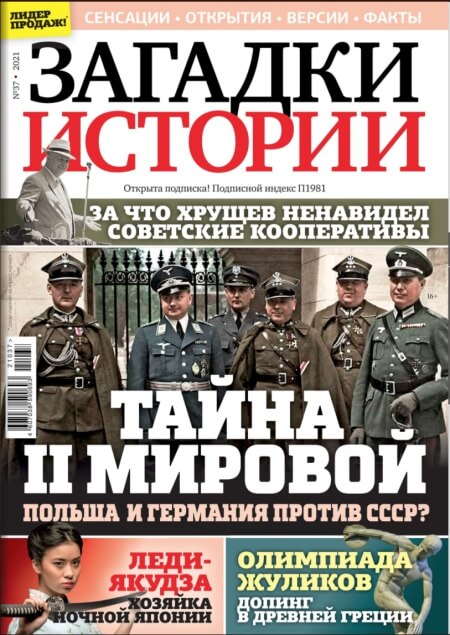 ЛИДЕР
ПРОДАЖ!
СЕНСАЦИИ • ОТКРЫТИЯ • ВЕРСИИ • ФАКТЫ
№37 • 2021
ЗАГАДКИ
ИСТОРИИ
Открыта подписка! Подписной индекс П1981
ЗА ЧТО ХРУЩЕВ НЕНАВИДЕЛ
СОВЕТСКИЕ КООПЕРАТИВЫ
16+
21037>
ТАЙНА
II МИРОВОЙ
ПОЛЬША И ГЕРМАНИЯ ПРОТИВ СССР?
ЛЕДИ-
ЯКУДЗА
ХОЗЯЙКА
НОЧНОЙ ЯПОНИИ
ОЛИМПИАДА
ЖУЛИКОВ
ДОПИНГ
В ДРЕВНЕЙ ГРЕЦИИ